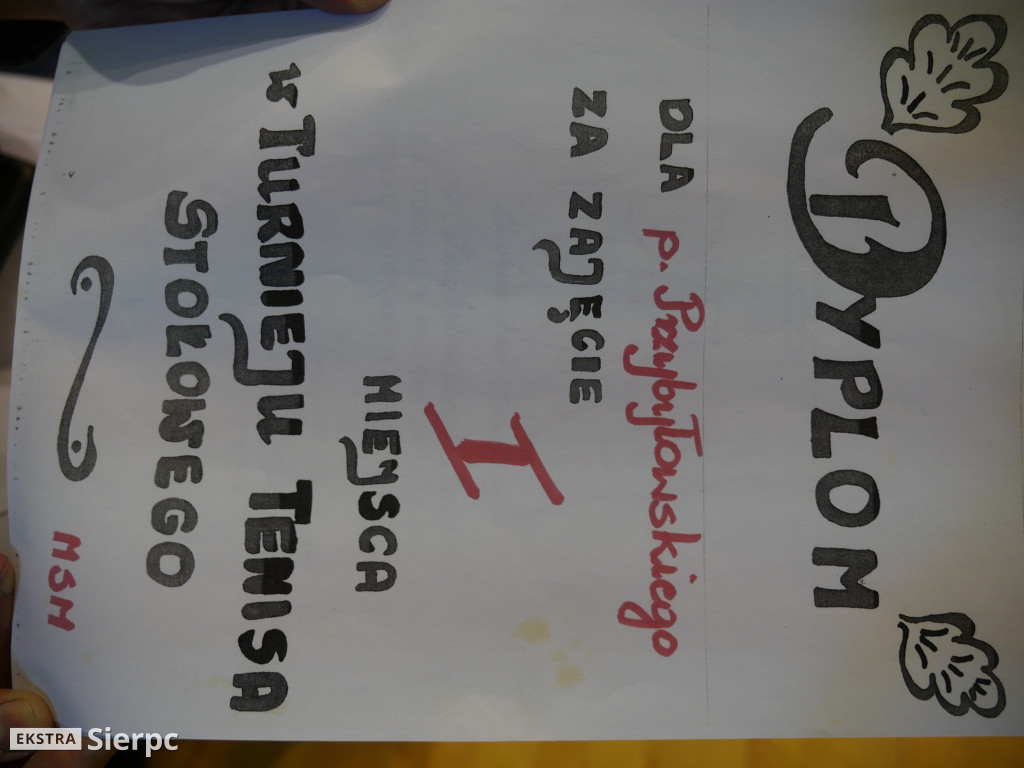 DYPLOM
DLA p. Przybyłowskiego
ZA ZAJĘCIE
I
MIEJSCA
w TURNIEJU TENISA
STOŁOWEGO
MSM
EKSTRA Sierpc